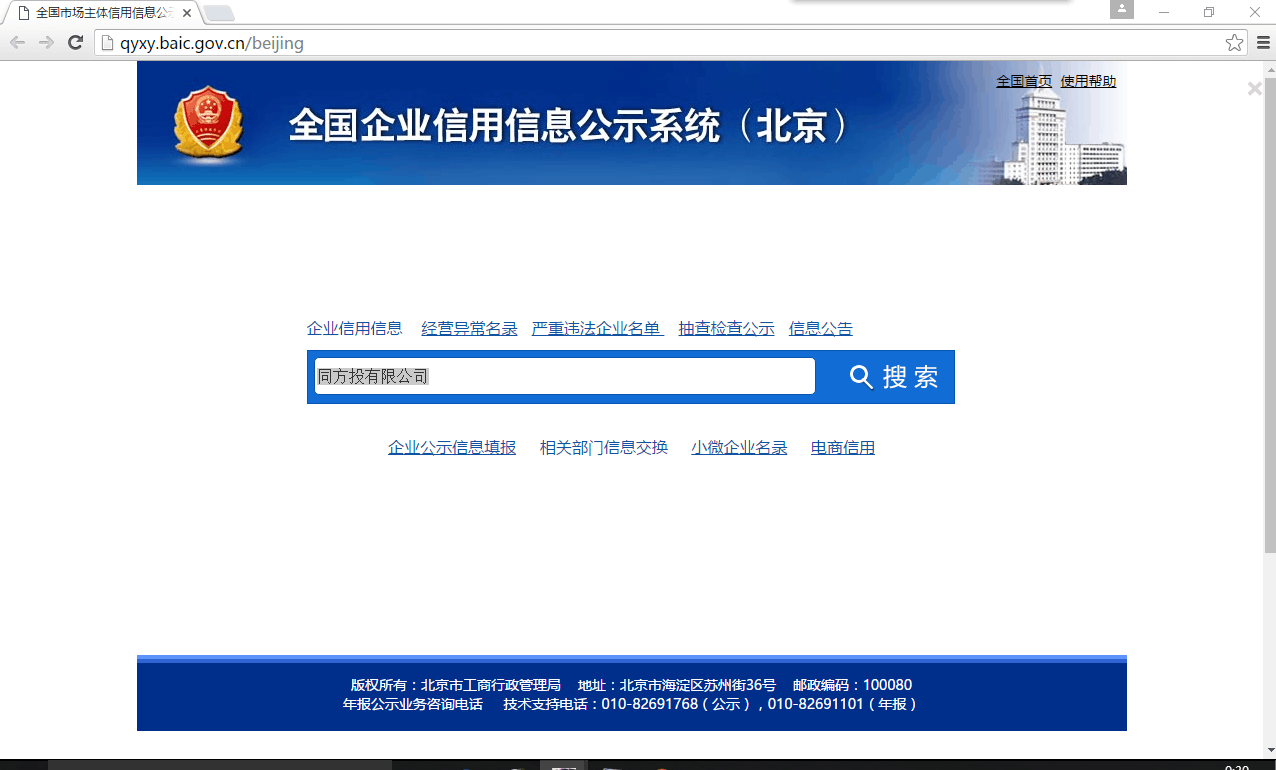 全国市场主体信用信息公示
qyxy.baic.gov.cn/beijing
全国首页 使用帮助
全国企业信用信息公示系统（北京）
企业信用信息 经营异常名录 严重违法企业名单 抽查检查公示 信息公告
同方投有限公司
搜 索
企业公示信息填报 相关部门信息交换 小微企业名录 电商信用
版权所有：北京市工商行政管理局 地址：北京市海淀区苏州街36号 邮政编码：100080
年报公示业务咨询电话 技术支持电话：010-82691768（公示），010-82691101（年报）